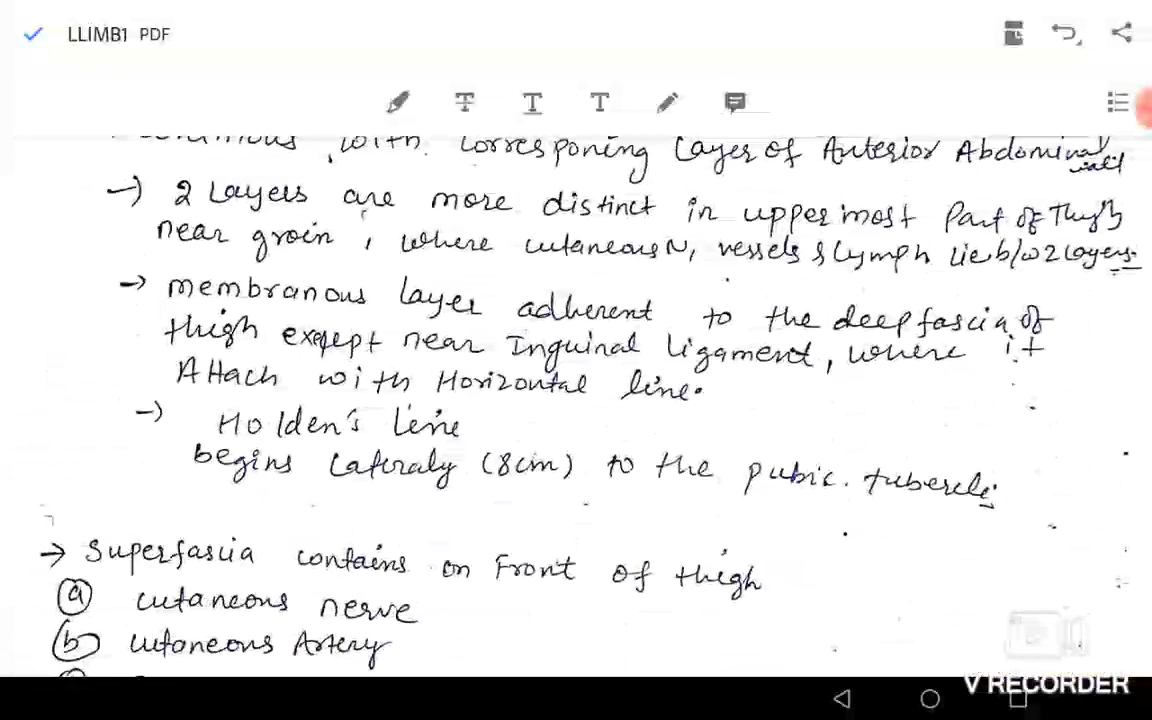 LLIMB1 PDF
with corresponing Layer of Anterior Abdominal
wall
→ 2 Layers are more distinct in uppermost Part of Thigh
near groin, where cutaneous N, vessels & Lymph Lie b/w 2 Layers.
→ membranous layer adherent to the deep fascia of
thigh except near Inguinal ligament, where it
Attach with Horizontal line.
→ Holden's Line
begins Lateraly (8cm) to the pubic. tubercle
→ Superfascia contains on Front of thigh
(a) cutaneous nerve
(b) cutaneous Artery
V RECORDER